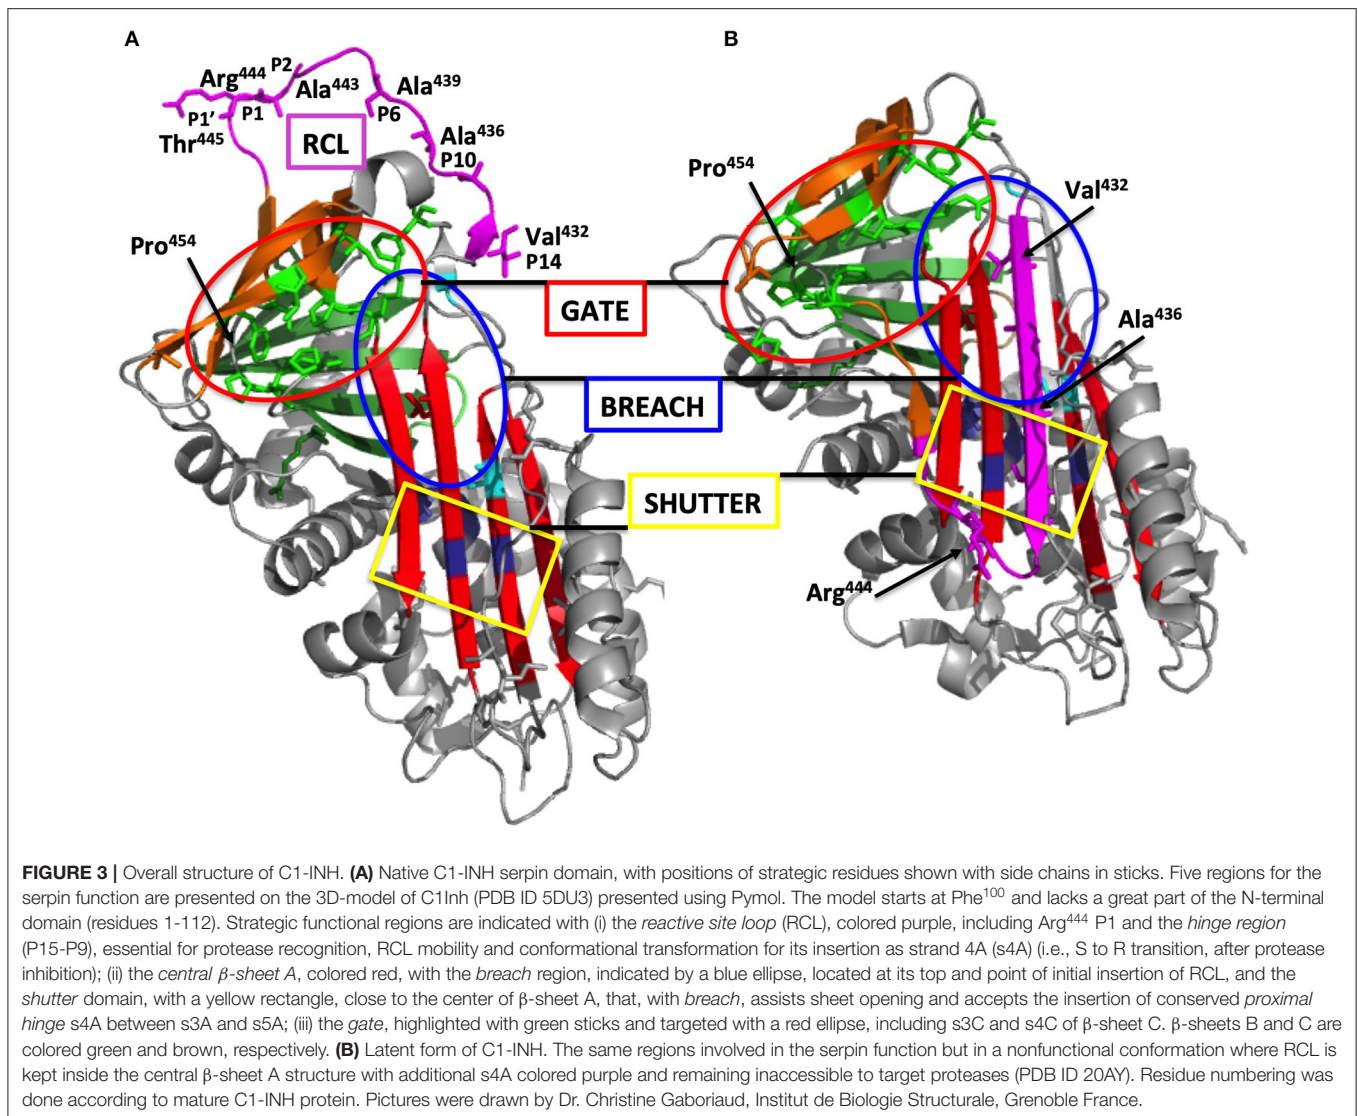 A
B
Arg⁴⁴⁴
P2
Ala⁴⁴³
Ala⁴³⁹
P1'
P1
P6
Thr⁴⁴⁵
RCL
Ala⁴³⁶
P10
Pro⁴⁵⁴
Val⁴³²
P14
Pro⁴⁵⁴
Val⁴³²
GATE
Ala⁴³⁶
BREACH
SHUTTER
Arg⁴⁴⁴
FIGURE 3 | Overall structure of C1-INH. (A) Native C1-INH serpin domain, with positions of strategic residues shown with side chains in sticks. Five regions for the
serpin function are presented on the 3D-model of C1Inh (PDB ID 5DU3) presented using Pymol. The model starts at Phe¹⁰⁰ and lacks a great part of the N-terminal
domain (residues 1-112). Strategic functional regions are indicated with (i) the reactive site loop (RCL), colored purple, including Arg⁴⁴⁴ P1 and the hinge region
(P15-P9), essential for protease recognition, RCL mobility and conformational transformation for its insertion as strand 4A (s4A) (i.e., S to R transition, after protease
inhibition); (ii) the central β-sheet A, colored red, with the breach region, indicated by a blue ellipse, located at its top and point of initial insertion of RCL, and the
shutter domain, with a yellow rectangle, close to the center of β-sheet A, that, with breach, assists sheet opening and accepts the insertion of conserved proximal
hinge s4A between s3A and s5A; (iii) the gate, highlighted with green sticks and targeted with a red ellipse, including s3C and s4C of β-sheet C. β-sheets B and C are
colored green and brown, respectively. (B) Latent form of C1-INH. The same regions involved in the serpin function but in a nonfunctional conformation where RCL is
kept inside the central β-sheet A structure with additional s4A colored purple and remaining inaccessible to target proteases (PDB ID 20AY). Residue numbering was
done according to mature C1-INH protein. Pictures were drawn by Dr. Christine Gaboriaud, Institut de Biologie Structurale, Grenoble France.